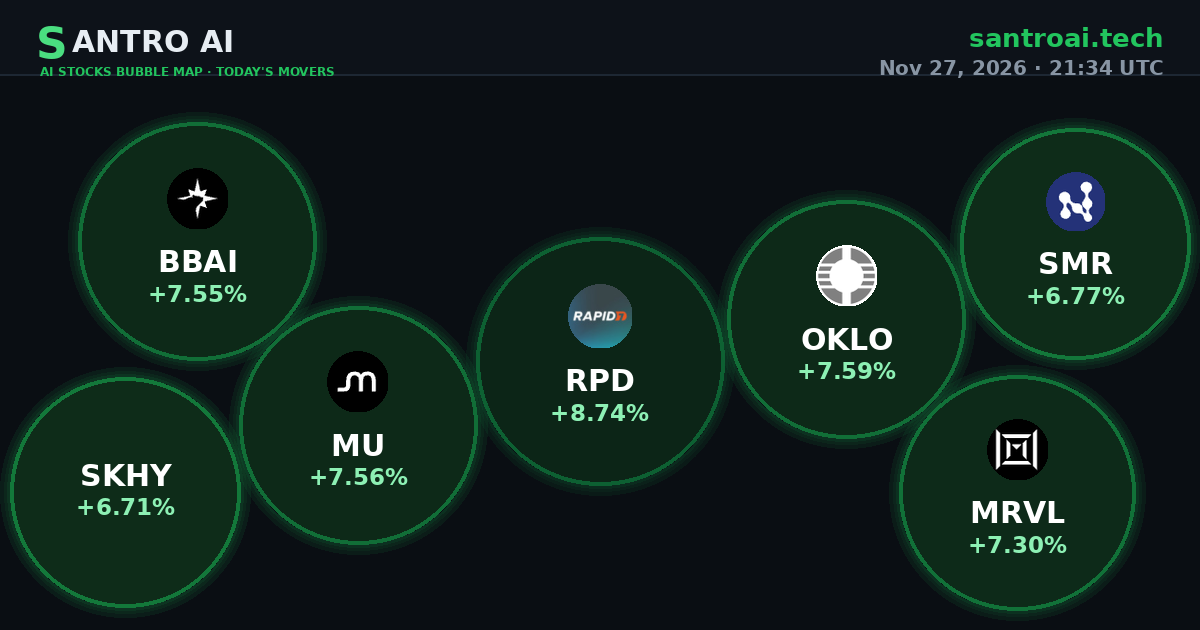 SANTRO AI
AI STOCKS BUBBLE MAP · TODAY'S MOVERS
santroai.tech
Nov 27, 2026 · 21:34 UTC
BBAI
+7.55%
SKHY
+6.71%
MU
+7.56%
RAPID7
RPD
+8.74%
OKLO
+7.59%
SMR
+6.77%
MRVL
+7.30%